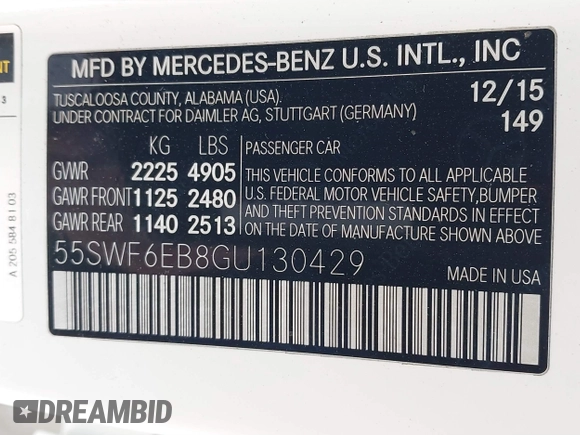 MFD BY MERCEDES-BENZ U.S. INTL., INC
TUSCALOOSA COUNTY, ALABAMA (USA). 12/15
UNDER CONTRACT FOR DAIMLER AG, STUTTGART (GERMANY) 149
KG LBS PASSENGER CAR
GVWR 2225 4905
GAWR FRONT 1125 2480
GAWR REAR 1140 2513
THIS VEHICLE CONFORMS TO ALL APPLICABLE
U.S. FEDERAL MOTOR VEHICLE SAFETY,BUMPER
AND THEFT PREVENTION STANDARDS IN EFFECT
ON THE DATE OF MANUFACTURE SHOWN ABOVE.
55SWF6EB8GU130429
MADE IN USA
A 205 584 81 03
DREAMBID